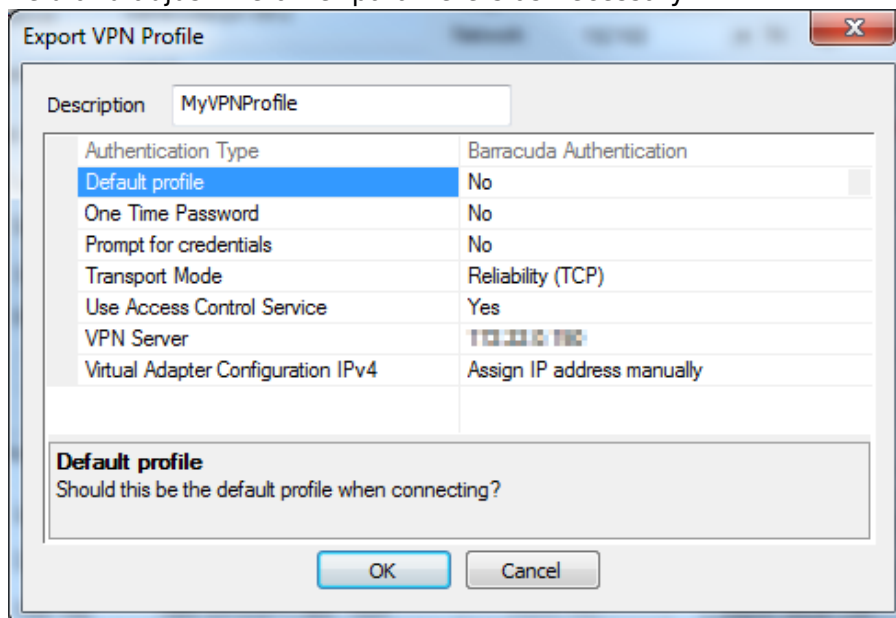 Export VPN Profile
Description MyVPNProfile
Authentication Type Barracuda Authentication
Default profile No
One Time Password No
Prompt for credentials No
Transport Mode Reliability (TCP)
Use Access Control Service Yes
VPN Server
Virtual Adapter Configuration IPv4 Assign IP address manually
Default profile
Should this be the default profile when connecting?
OK Cancel